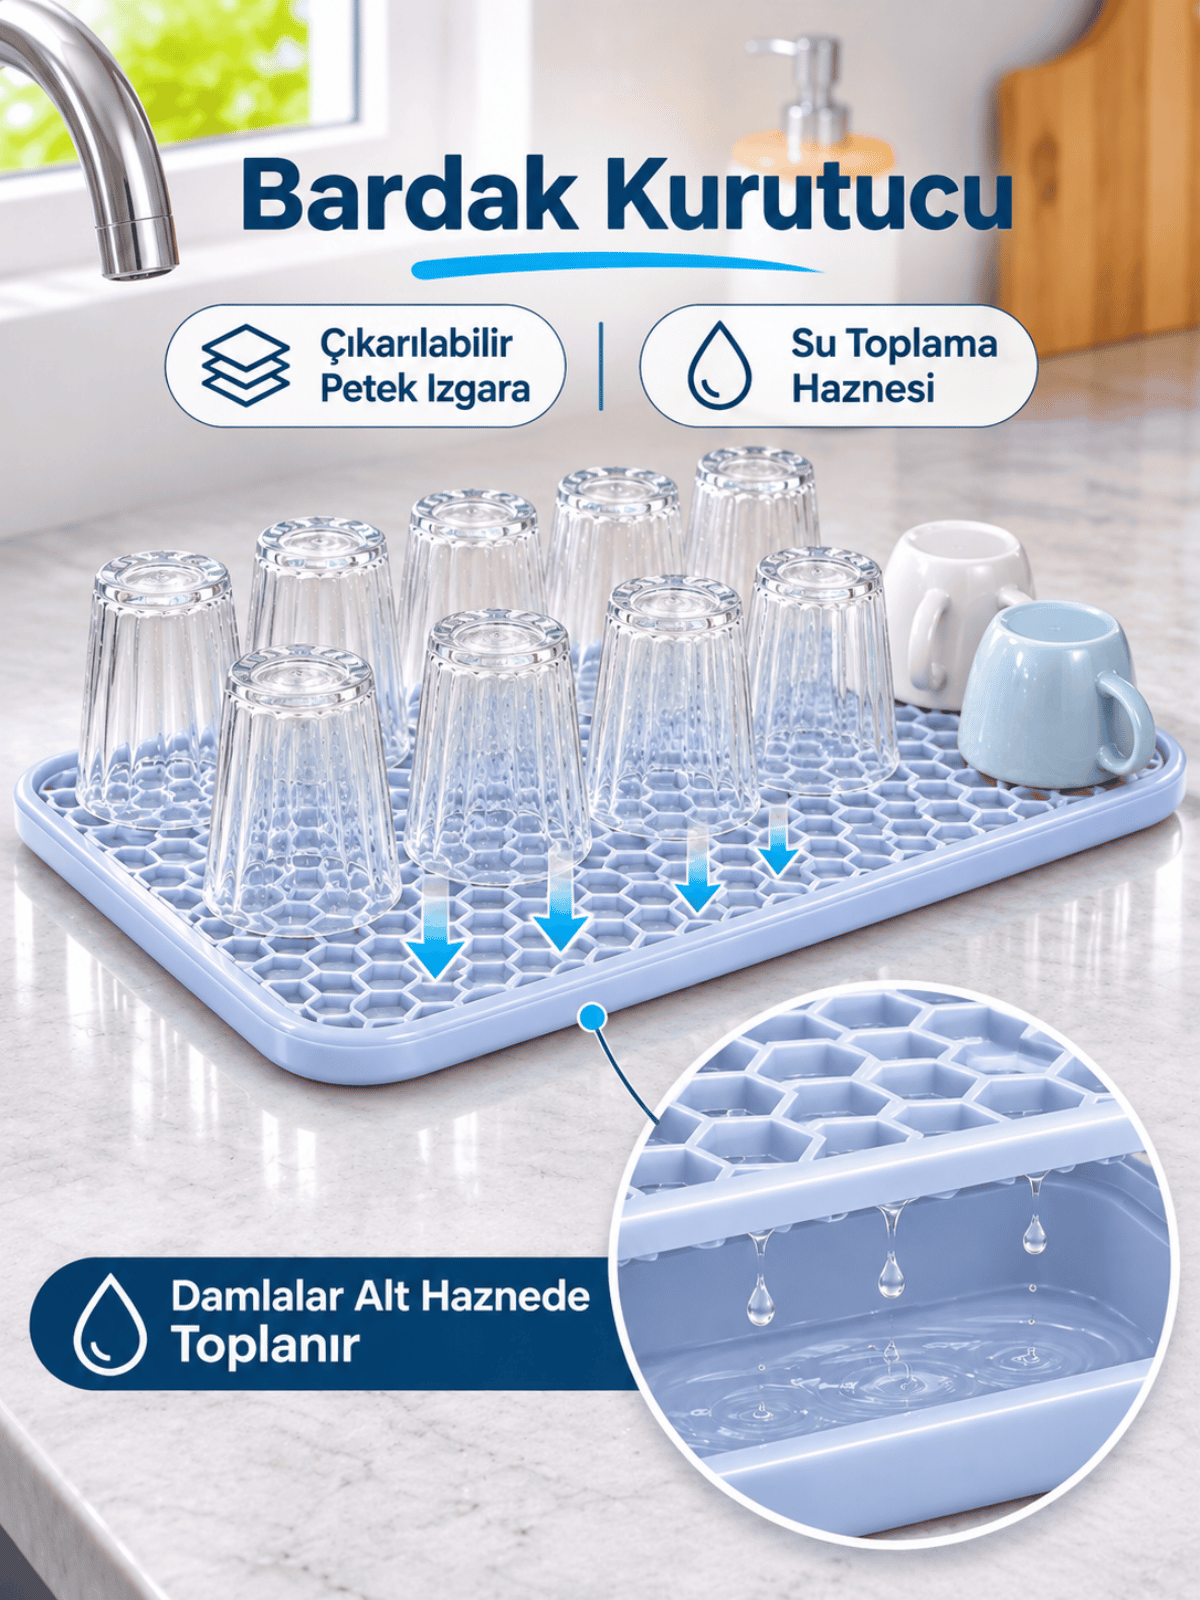 Bardak Kurutucu
Çıkarılabilir
Petek Izgara
Su Toplama
Haznesi
Damlalar Alt Haznede
Toplanır